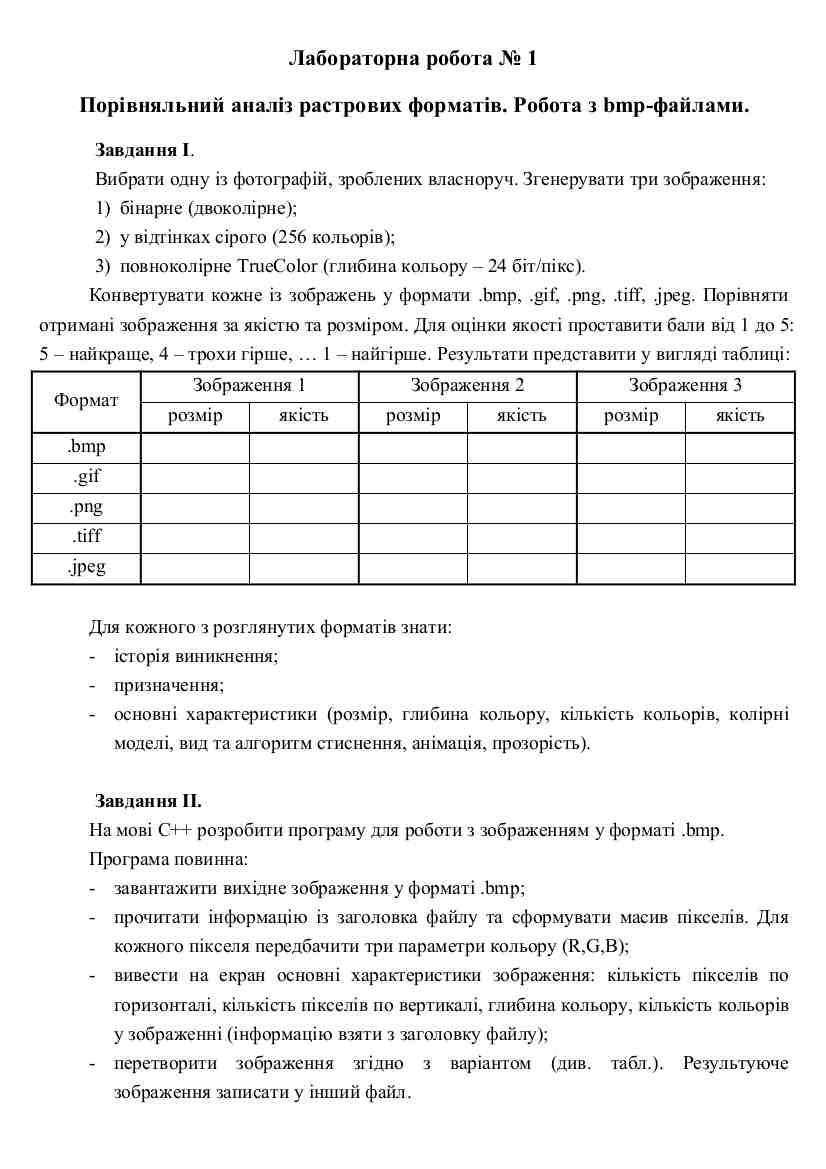 Лабораторна робота № 1
Порівняльний аналіз растрових форматів. Робота з bmp-файлами.
Завдання I.
Вибрати одну із фотографій, зроблених власноруч. Згенерувати три зображення:
1) бінарне (двоколірне);
2) у відтінках сірого (256 кольорів);
3) повноколірне TrueColor (глибина кольору – 24 біт/пікс).
Конвертувати кожне із зображень у формати .bmp, .gif, .png, .tiff, .jpeg. Порівняти
отримані зображення за якістю та розміром. Для оцінки якості проставити бали від 1 до 5:
5 – найкраще, 4 – трохи гірше, … 1 – найгірше. Результати представити у вигляді таблиці:
Формат Зображення 1 Зображення 2 Зображення 3
розмір якість розмір якість розмір якість
.bmp
.gif
.png
.tiff
.jpeg
Для кожного з розглянутих форматів знати:
- історія виникнення;
- призначення;
- основні характеристики (розмір, глибина кольору, кількість кольорів, колірні
моделі, вид та алгоритм стиснення, анімація, прозорість).
Завдання II.
На мові С++ розробити програму для роботи з зображенням у форматі .bmp.
Програма повинна:
- завантажити вихідне зображення у форматі .bmp;
- прочитати інформацію із заголовка файлу та сформувати масив пікселів. Для
кожного пікселя передбачити три параметри кольору (R,G,B);
- вивести на екран основні характеристики зображення: кількість пікселів по
горизонталі, кількість пікселів по вертикалі, глибина кольору, кількість кольорів
у зображенні (інформацію взяти з заголовку файлу);
- перетворити зображення згідно з варіантом (див. табл.). Результуюче
зображення записати у інший файл.